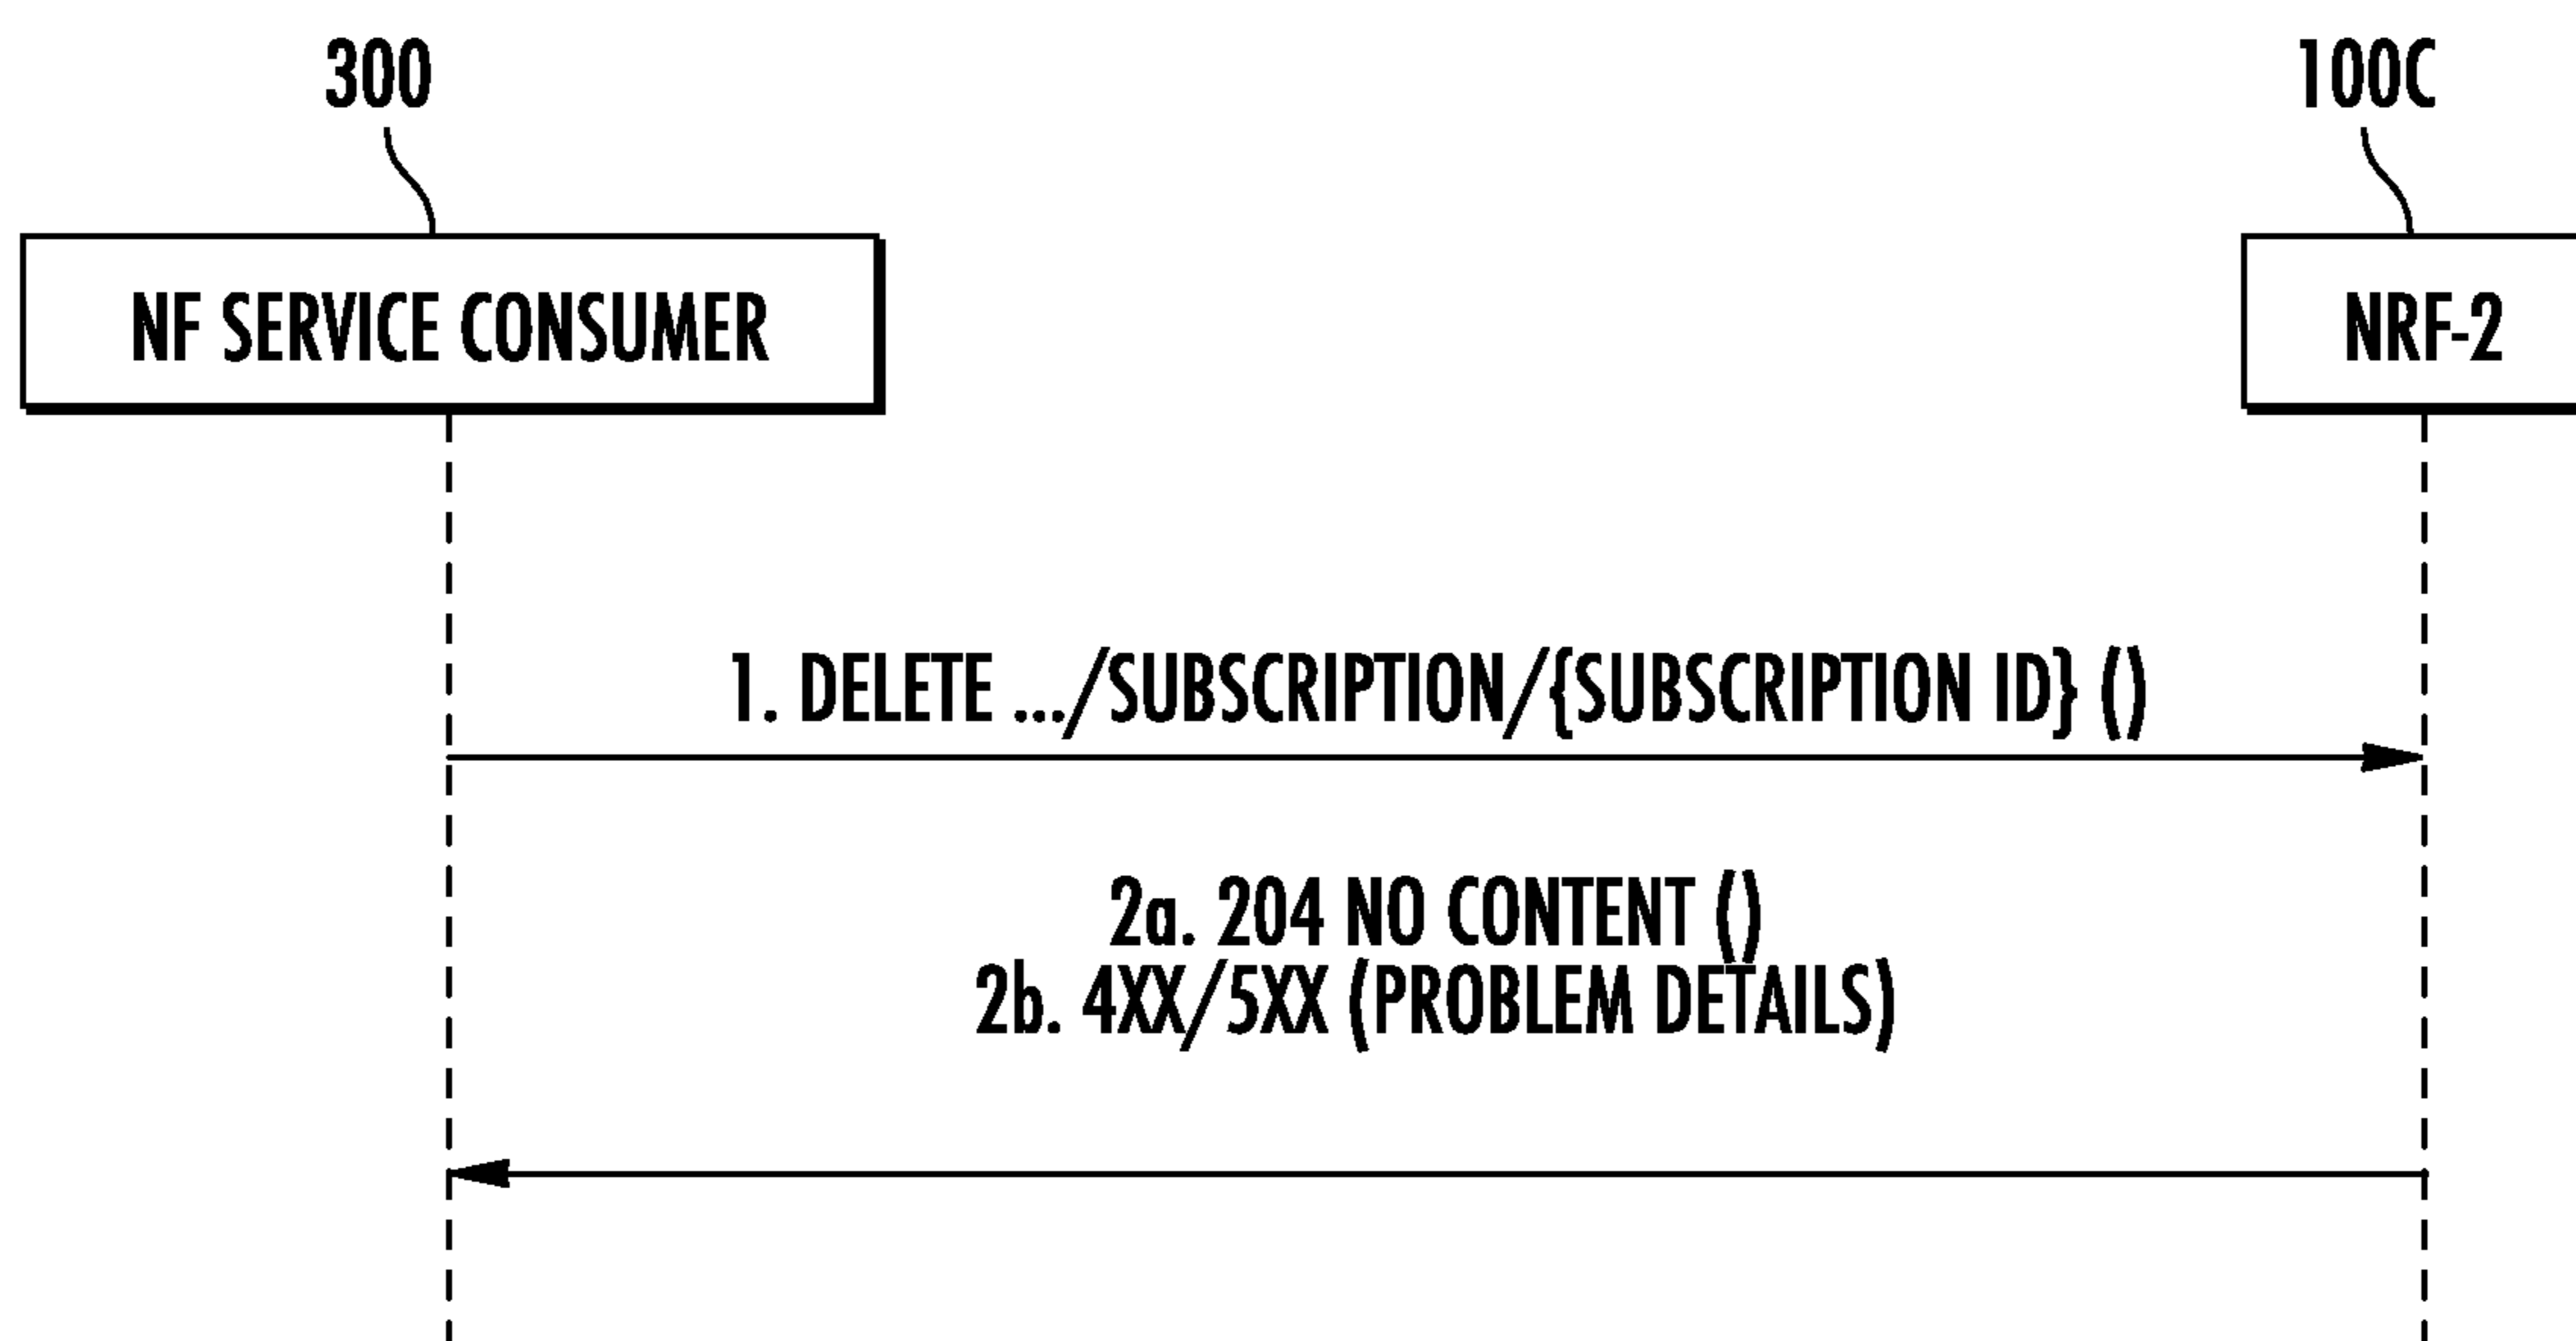 300
100C
NF SERVICE CONSUMER
NRF-2
1. DELETE .../SUBSCRIPTION/{SUBSCRIPTION ID} ()
2a. 204 NO CONTENT ()
2b. 4XX/5XX (PROBLEM DETAILS)